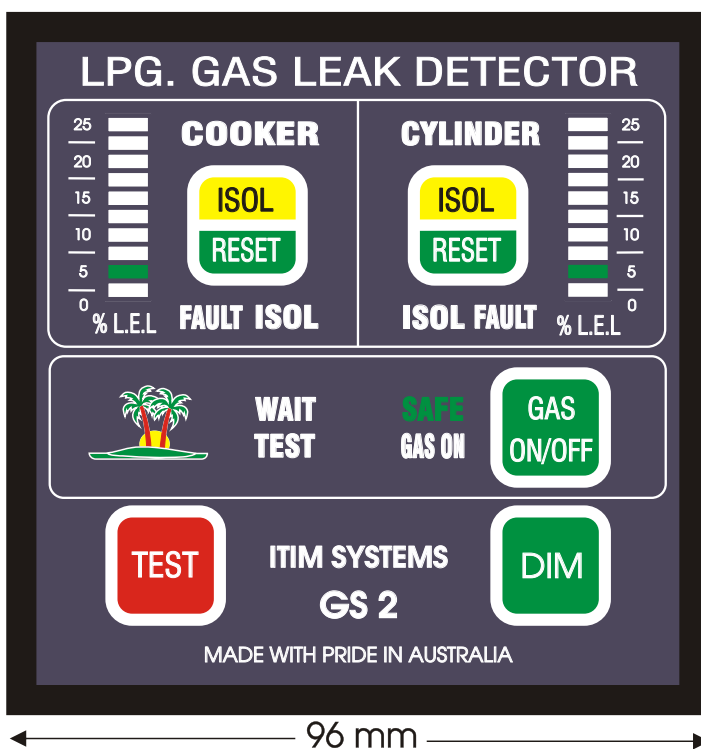 LPG. GAS LEAK DETECTOR
25
20
15
10
5
0
% L.E.L
COOKER
ISOL
RESET
FAULT ISOL
CYLINDER
ISOL
RESET
ISOL FAULT
25
20
15
10
5
0
% L.E.L
WAIT
TEST
SAFE
GAS ON
GAS
ON/OFF
TEST
ITIM SYSTEMS
GS 2
DIM
MADE WITH PRIDE IN AUSTRALIA
96 mm